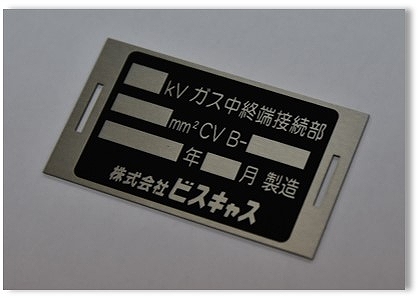 kV ガス中終端接続部
mm² CV B-
年 月 製造
株式会社 ビスキャス